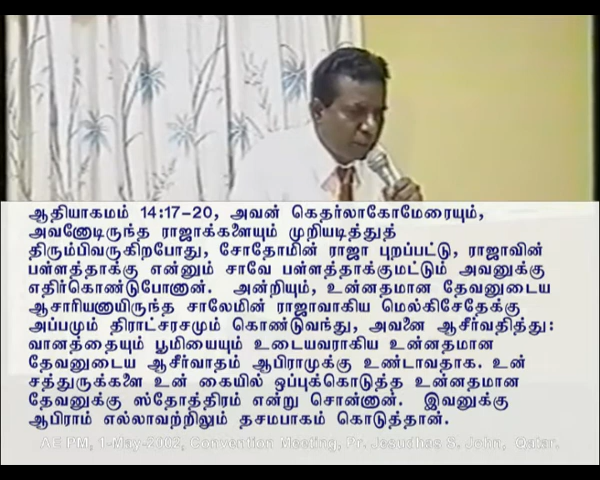 ஆதியாகமம் 14:17-20, அவன் கெதர்லாகோமேரையும்,
அவனோடிருந்த ராஜாக்களையும் முறியடித்துத்
திரும்பிவருகிறபோது, சோதோமின் ராஜா புறப்பட்டு, ராஜாவின்
பள்ளத்தாக்கு என்னும் சாவே பள்ளத்தாக்குமட்டும் அவனுக்கு
எதிர்கொண்டுபோனான். அன்றியும், உன்னதமான தேவனுடைய
ஆசாரியனாயிருந்த சாலேமின் ராஜாவாகிய மெல்கிசேதேக்கு
அப்பமும் திராட்சரசமும் கொண்டுவந்து, அவனை ஆசீர்வதித்து:
வானத்தையும் பூமியையும் உடையவராகிய உன்னதமான
தேவனுடைய ஆசீர்வாதம் ஆபிராமுக்கு உண்டாவதாக. உன்
சத்துருக்களை உன் கையில் ஒப்புக்கொடுத்த உன்னதமான
தேவனுக்கு ஸ்தோத்திரம் என்று சொன்னான். இவனுக்கு
ஆபிராம் எல்லாவற்றிலும் தசமபாகம் கொடுத்தான்.
AE PM, 1-May-2002, Convention Meeting, Pr. Jesudhas S. John, Qatar.